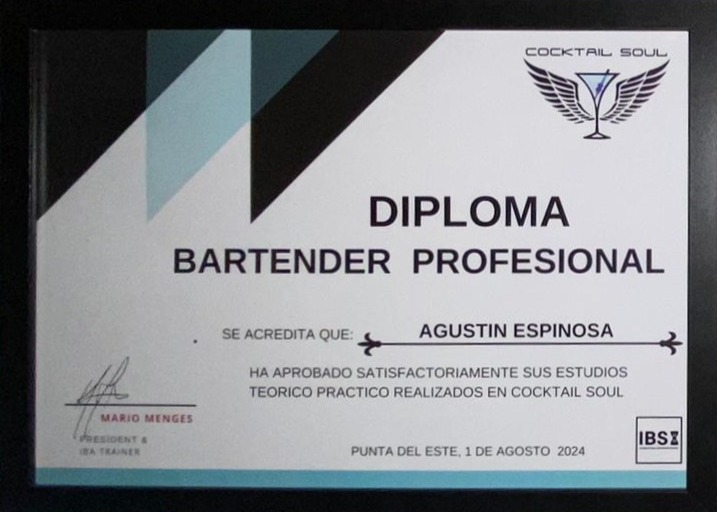 COCKTAIL SOUL
DIPLOMA
BARTENDER PROFESIONAL
SE ACREDITA QUE: AGUSTIN ESPINOSA
HA APROBADO SATISFACTORIAMENTE SUS ESTUDIOS
TEORICO PRACTICO REALIZADOS EN COCKTAIL SOUL
MARIO MENGES
PRESIDENT &
IBA TRAINER
PUNTA DEL ESTE, 1 DE AGOSTO 2024
IBS